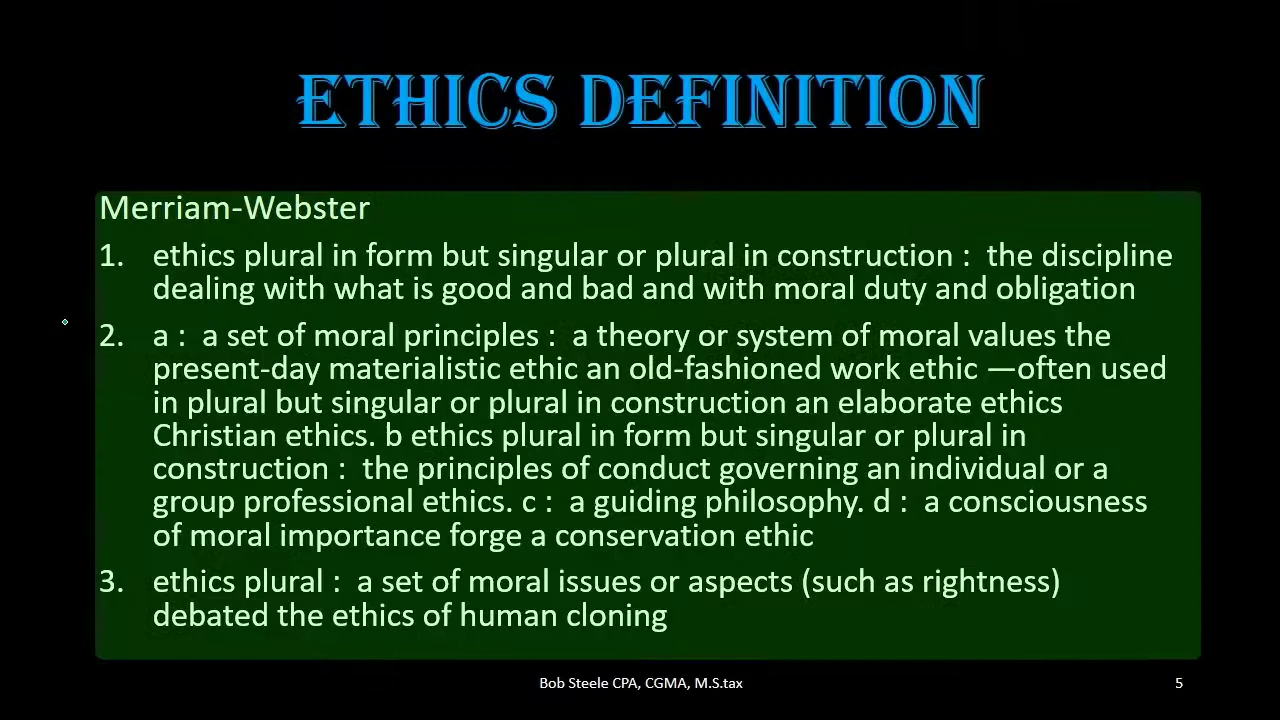 ETHICS DEFINITION
Merriam-Webster
1. ethics plural in form but singular or plural in construction : the discipline
dealing with what is good and bad and with moral duty and obligation
2. a : a set of moral principles : a theory or system of moral values the
present-day materialistic ethic an old-fashioned work ethic —often used
in plural but singular or plural in construction an elaborate ethics
Christian ethics. b ethics plural in form but singular or plural in
construction : the principles of conduct governing an individual or a
group professional ethics. c : a guiding philosophy. d : a consciousness
of moral importance forge a conservation ethic
3. ethics plural : a set of moral issues or aspects (such as rightness)
debated the ethics of human cloning
Bob Steele CPA, CGMA, M.S.tax
5